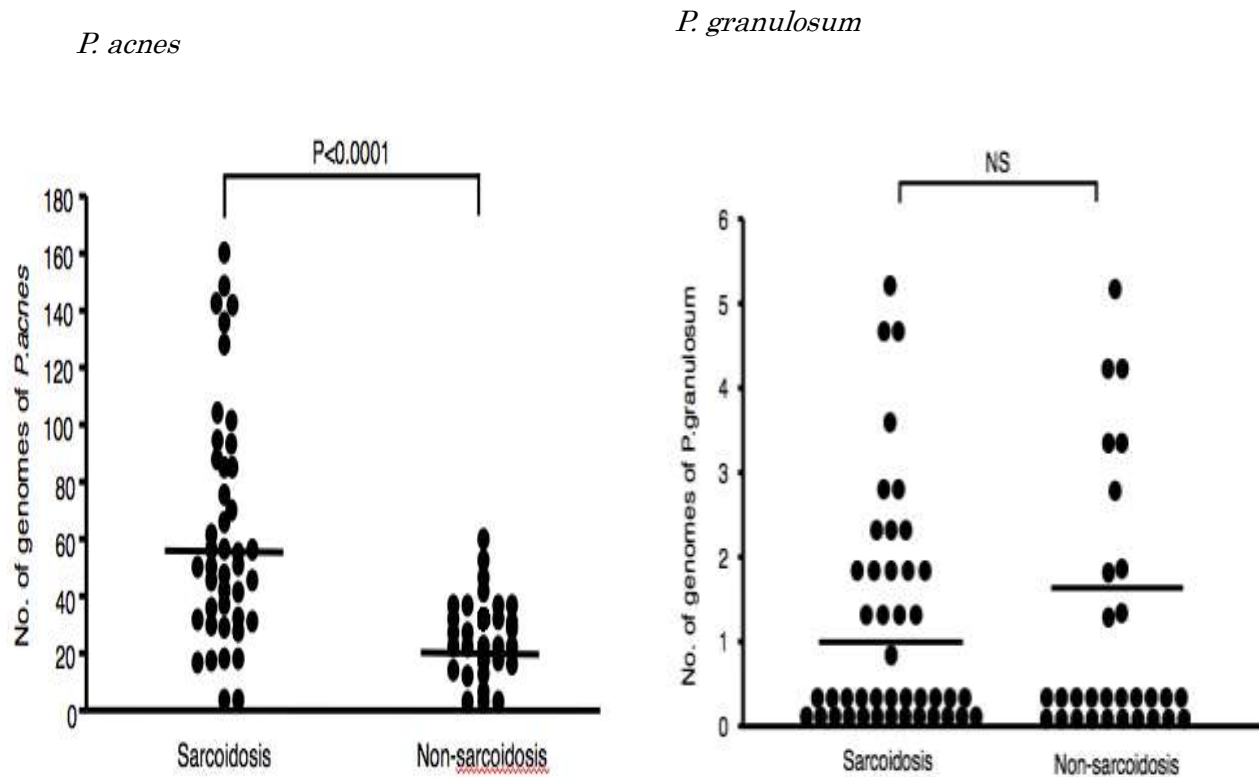 P. acnes
P<0.0001
180
160
140
120
100
80
60
40
20
0
No. of genomes of P.acnes
Sarcoidosis
Non-sarcoidosis
P. granulosum
NS
6
5
4
3
2
1
0
No. of genomes of P.granulosum
Sarcoidosis
Non-sarcoidosis